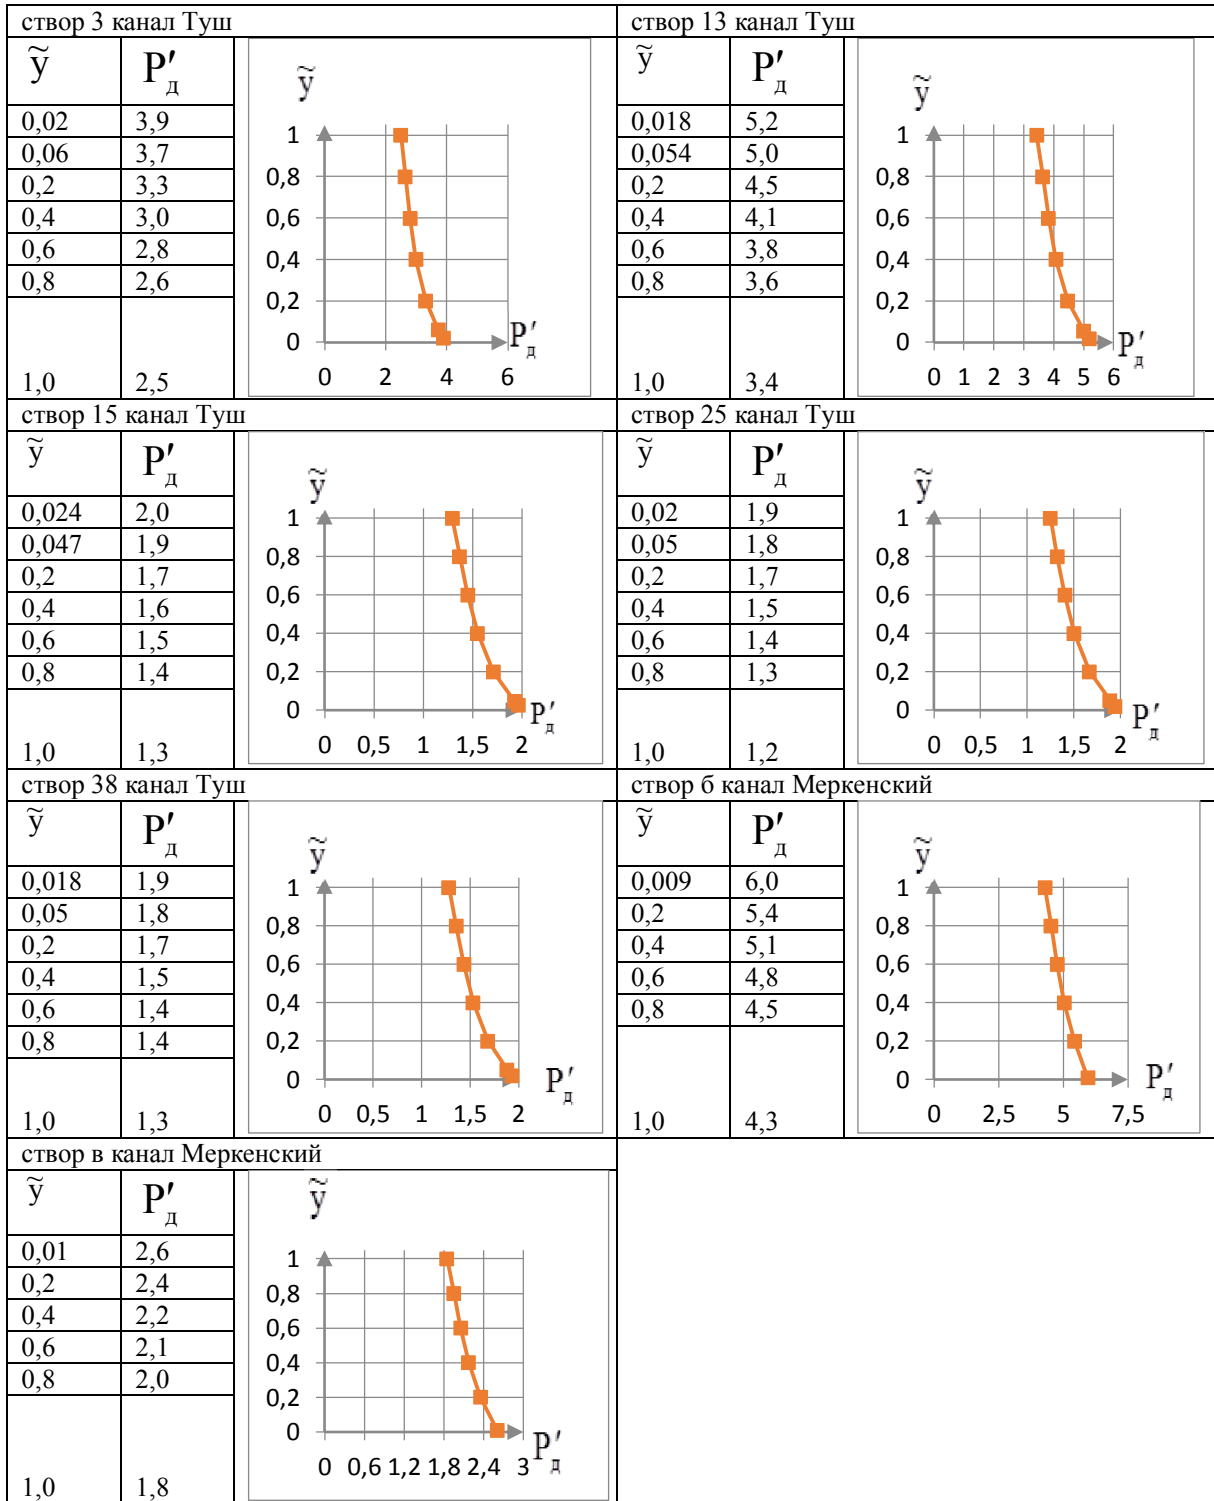 створ 3 канал Туш
ỹ P′д
0,02 3,9
0,06 3,7
0,2 3,3
0,4 3,0
0,6 2,8
0,8 2,6
1,0 2,5
ỹ
1
0,8
0,6
0,4
0,2
0
P′д
0 2 4 6
створ 13 канал Туш
ỹ P′д
0,018 5,2
0,054 5,0
0,2 4,5
0,4 4,1
0,6 3,8
0,8 3,6
1,0 3,4
ỹ
1
0,8
0,6
0,4
0,2
0
P′д
0 1 2 3 4 5 6
створ 15 канал Туш
ỹ P′д
0,024 2,0
0,047 1,9
0,2 1,7
0,4 1,6
0,6 1,5
0,8 1,4
1,0 1,3
ỹ
1
0,8
0,6
0,4
0,2
0
P′д
0 0,5 1 1,5 2
створ 25 канал Туш
ỹ P′д
0,02 1,9
0,05 1,8
0,2 1,7
0,4 1,5
0,6 1,4
0,8 1,3
1,0 1,2
ỹ
1
0,8
0,6
0,4
0,2
0
P′д
0 0,5 1 1,5 2
створ 38 канал Туш
ỹ P′д
0,018 1,9
0,05 1,8
0,2 1,7
0,4 1,5
0,6 1,4
0,8 1,4
1,0 1,3
ỹ
1
0,8
0,6
0,4
0,2
0
P′д
0 0,5 1 1,5 2
створ б канал Меркенский
ỹ P′д
0,009 6,0
0,2 5,4
0,4 5,1
0,6 4,8
0,8 4,5
1,0 4,3
ỹ
1
0,8
0,6
0,4
0,2
0
P′д
0 2,5 5 7,5
створ в канал Меркенский
ỹ P′д
0,01 2,6
0,2 2,4
0,4 2,2
0,6 2,1
0,8 2,0
1,0 1,8
ỹ
1
0,8
0,6
0,4
0,2
0
P′д
0 0,6 1,2 1,8 2,4 3